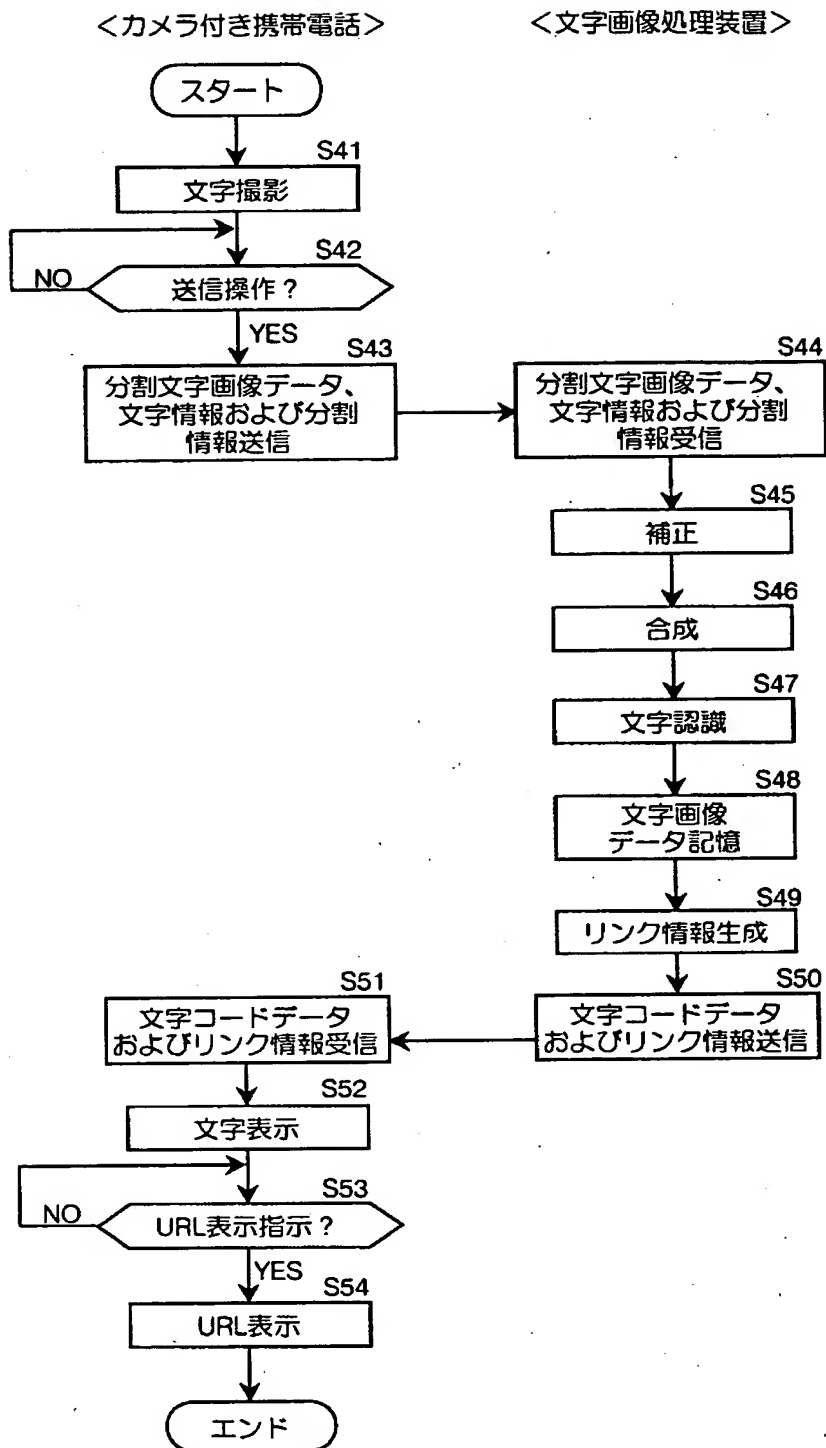 <カメラ付き携帯電話>
<文字画像処理装置>
スタート
S41
文字撮影
S42
NO
送信操作？
YES
S43
分割文字画像データ、
文字情報および分割
情報送信
S44
分割文字画像データ、
文字情報および分割
情報受信
S45
補正
S46
合成
S47
文字認識
S48
文字画像
データ記憶
S49
リンク情報生成
S50
文字コードデータ
およびリンク情報送信
S51
文字コードデータ
およびリンク情報受信
S52
文字表示
S53
NO
URL表示指示？
YES
S54
URL表示
エンド